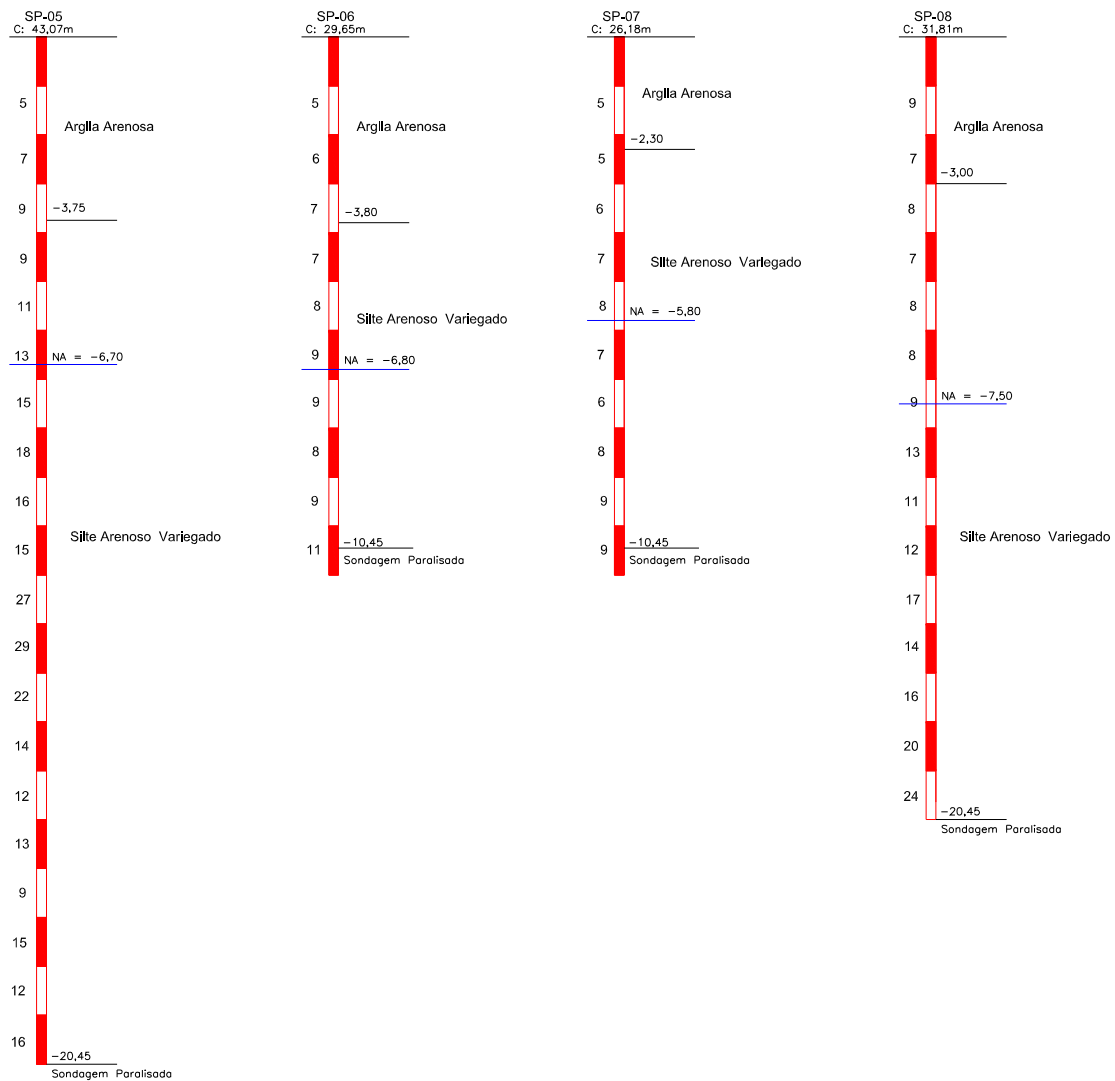 SP-05
C: 43,07m
5
Argila Arenosa
7
9
-3,75
9
11
13
NA = -6,70
15
18
16
Silte Arenoso Variegado
15
27
29
22
14
12
13
9
15
12
16
-20,45
Sondagem Paralisada
SP-06
C: 29,65m
5
Argila Arenosa
6
7
-3,80
7
8
Silte Arenoso Variegado
9
NA = -6,80
9
8
9
11
-10,45
Sondagem Paralisada
SP-07
C: 26,18m
Argila Arenosa
5
-2,30
5
6
7
Silte Arenoso Variegado
8
NA = -5,80
7
6
8
9
9
-10,45
Sondagem Paralisada
SP-08
C: 31,81m
9
Argila Arenosa
7
-3,00
8
7
8
8
9
NA = -7,50
13
11
Silte Arenoso Variegado
12
17
14
16
20
24
-20,45
Sondagem Paralisada